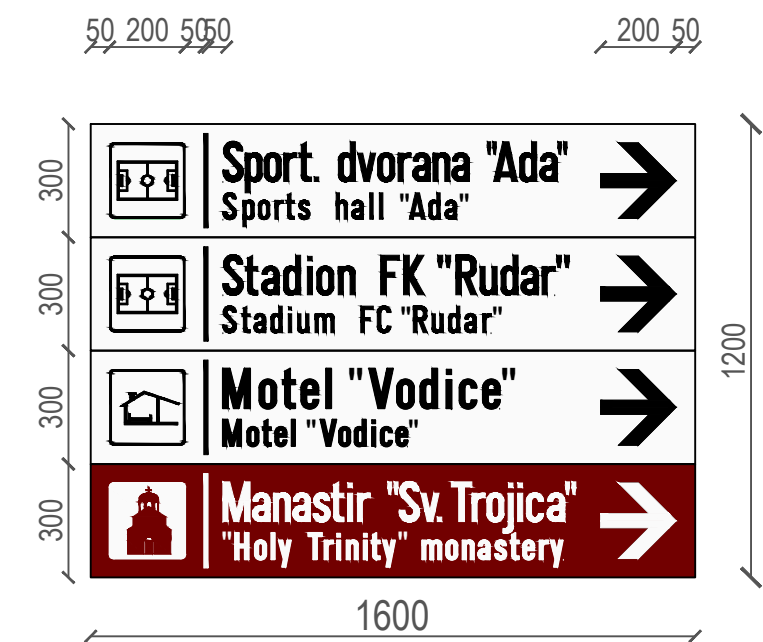 50 200 50 50 200 50
300
Sport. dvorana "Ada"
Sports hall "Ada"
300
Stadion FK "Rudar"
Stadium FC "Rudar"
1200
300
Motel "Vodice"
Motel "Vodice"
300
Manastir "Sv. Trojica"
"Holy Trinity" monastery
1600